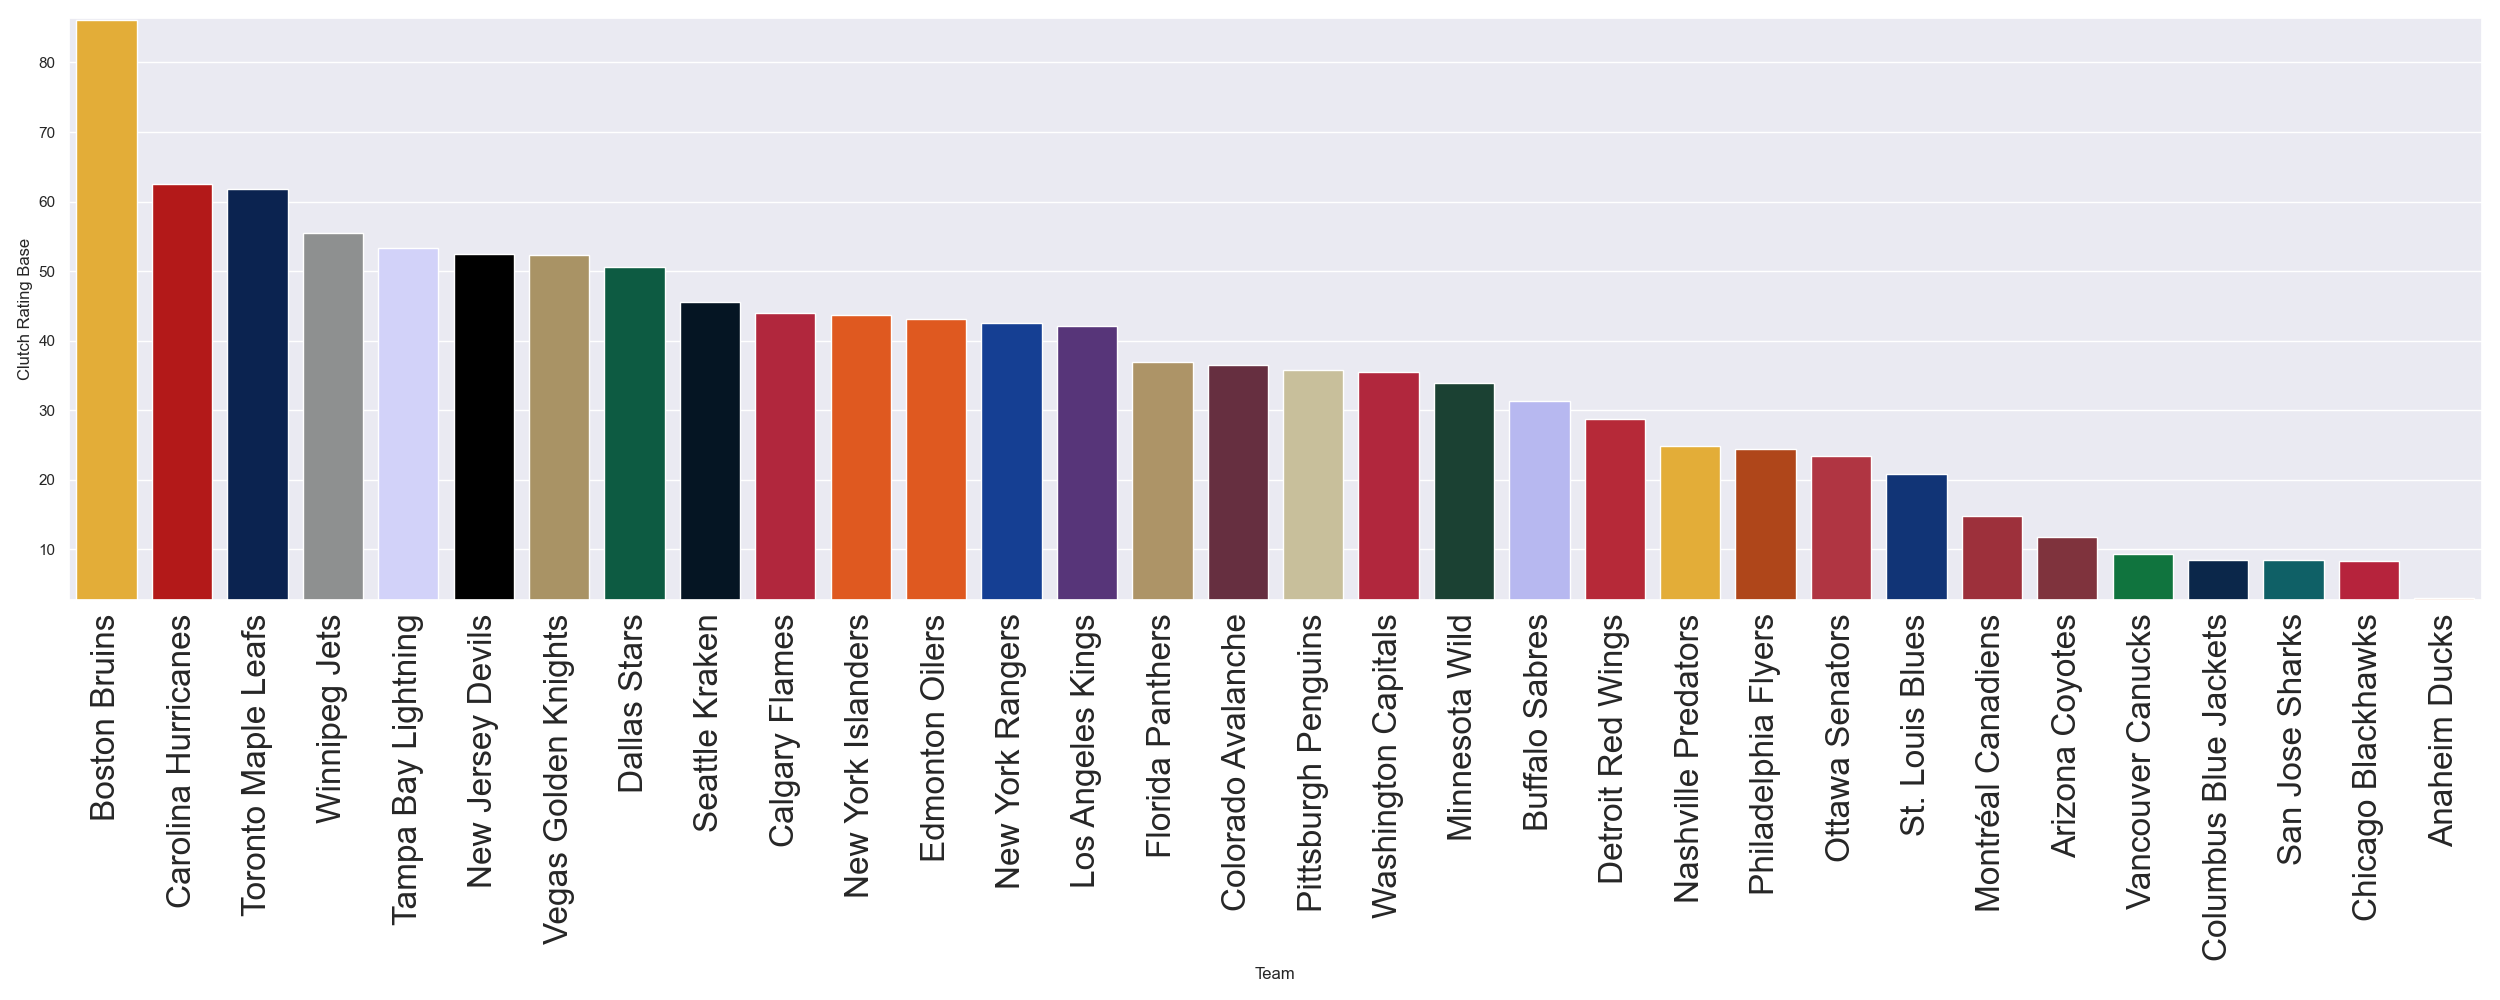 80
70
60
50
40
30
20
10
Clutch Rating Base
Boston Bruins
Carolina Hurricanes
Toronto Maple Leafs
Winnipeg Jets
Tampa Bay Lightning
New Jersey Devils
Vegas Golden Knights
Dallas Stars
Seattle Kraken
Calgary Flames
New York Islanders
Edmonton Oilers
New York Rangers
Los Angeles Kings
Florida Panthers
Colorado Avalanche
Pittsburgh Penguins
Washington Capitals
Minnesota Wild
Buffalo Sabres
Detroit Red Wings
Nashville Predators
Philadelphia Flyers
Ottawa Senators
St. Louis Blues
Montréal Canadiens
Arizona Coyotes
Vancouver Canucks
Columbus Blue Jackets
San Jose Sharks
Chicago Blackhawks
Anaheim Ducks
Team